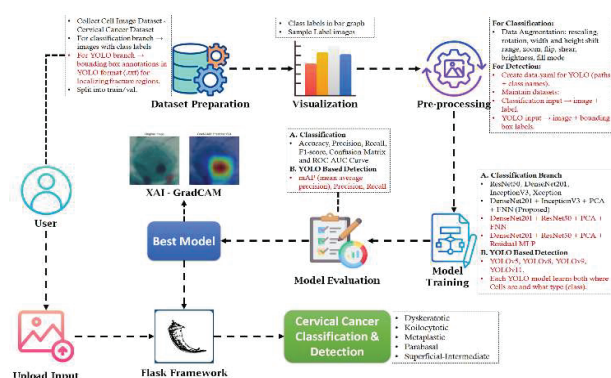 • Collect Cell Image Dataset -
Cervical Cancer Dataset
• For classification branch →
images with class labels
• For YOLO branch →
bounding box annotations in
YOLO format (.txt) for
localizing fracture regions.
• Split into train/val.
Dataset Preparation
• Class labels in bar graph
• Sample Label images
Visualization
Pre-processing
For Classification:
• Data Augmentation: rescaling,
rotation, width and height shift
range, zoom, flip, shear,
brightness, fill mode
For Detection:
• Create data.yaml for YOLO (paths
+ class names).
• Maintain datasets:
• Classification input → image +
label.
• YOLO input → image + bounding
box labels.
User
XAI - GradCAM
A. Classification
• Accuracy, Precision, Recall,
F1-score, Confusion Matrix
and ROC AUC Curve
B. YOLO Based Detection
• mAP (mean average
precision), Precision, Recall
Best Model
Model Evaluation
Model
Training
A. Classification Branch
• ResNet50, DenseNet201,
InceptionV3, Xception
• DenseNet201 + InceptionV3 + PCA
+ FNN (Proposed)
• DenseNet201 + ResNet50 + PCA +
FNN
• DenseNet201 + ResNet50 + PCA +
Residual MLP
B. YOLO Based Detection
• YOLOv5, YOLOv8, YOLOv9,
YOLOv11.
• Each YOLO model learns both where
Cells are and what type (class).
Upload Input
Flask Framework
Cervical Cancer
Classification &
Detection
• Dyskeratotic
• Koilocytotic
• Metaplastic
• Parabasal
• Superficial-Intermediate